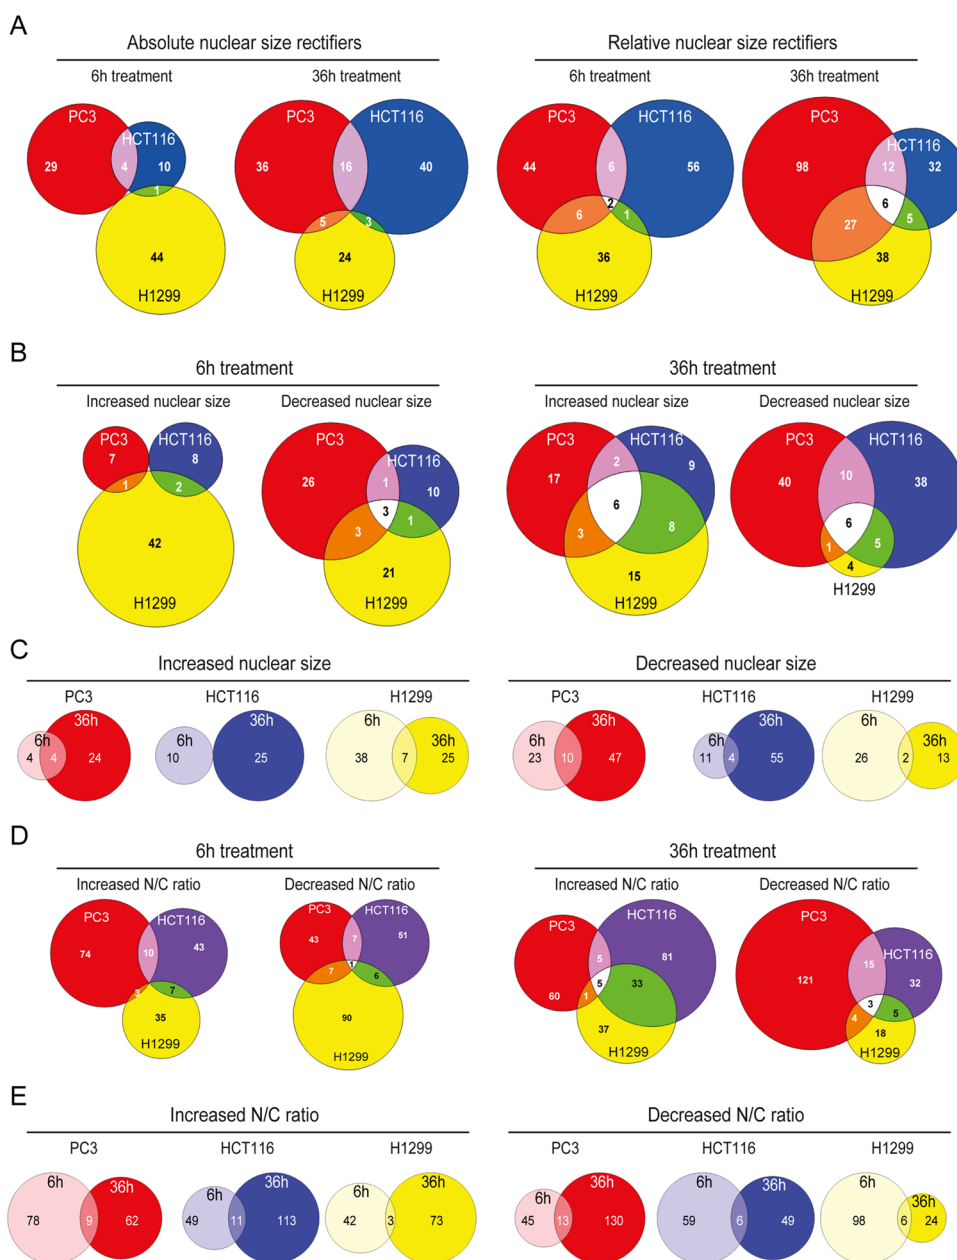 A
Absolute nuclear size rectifiers
Relative nuclear size rectifiers
6h treatment
36h treatment
6h treatment
36h treatment
PC3
HCT116
29
4
10
1
44
H1299
PC3
HCT116
36
16
40
5
3
24
H1299
PC3
HCT116
44
6
56
2
6
1
36
H1299
PC3
HCT116
98
12
32
6
27
5
38
H1299
B
6h treatment
36h treatment
Increased nuclear size
Decreased nuclear size
Increased nuclear size
Decreased nuclear size
PC3
HCT116
7
8
1
2
42
H1299
PC3
HCT116
26
1
10
3
3
1
21
H1299
PC3
HCT116
17
2
9
6
3
8
15
H1299
PC3
HCT116
40
10
38
6
1
5
4
H1299
C
Increased nuclear size
Decreased nuclear size
PC3
HCT116
H1299
PC3
HCT116
H1299
6h
36h
4
4
24
6h
36h
10
25
6h
36h
38
7
25
6h
36h
23
10
47
6h
36h
11
4
55
6h
36h
26
2
13
D
6h treatment
36h treatment
Increased N/C ratio
Decreased N/C ratio
Increased N/C ratio
Decreased N/C ratio
PC3
HCT116
74
10
43
3
7
35
H1299
PC3
HCT116
43
7
51
1
7
6
90
H1299
PC3
HCT116
5
81
5
33
60
1
37
H1299
PC3
HCT116
121
15
32
3
4
5
18
H1299
E
Increased N/C ratio
Decreased N/C ratio
PC3
HCT116
H1299
PC3
HCT116
H1299
6h
36h
78
9
62
6h
36h
49
11
113
6h
36h
42
3
73
6h
36h
45
13
130
6h
36h
59
6
49
6h
36h
98
6
24